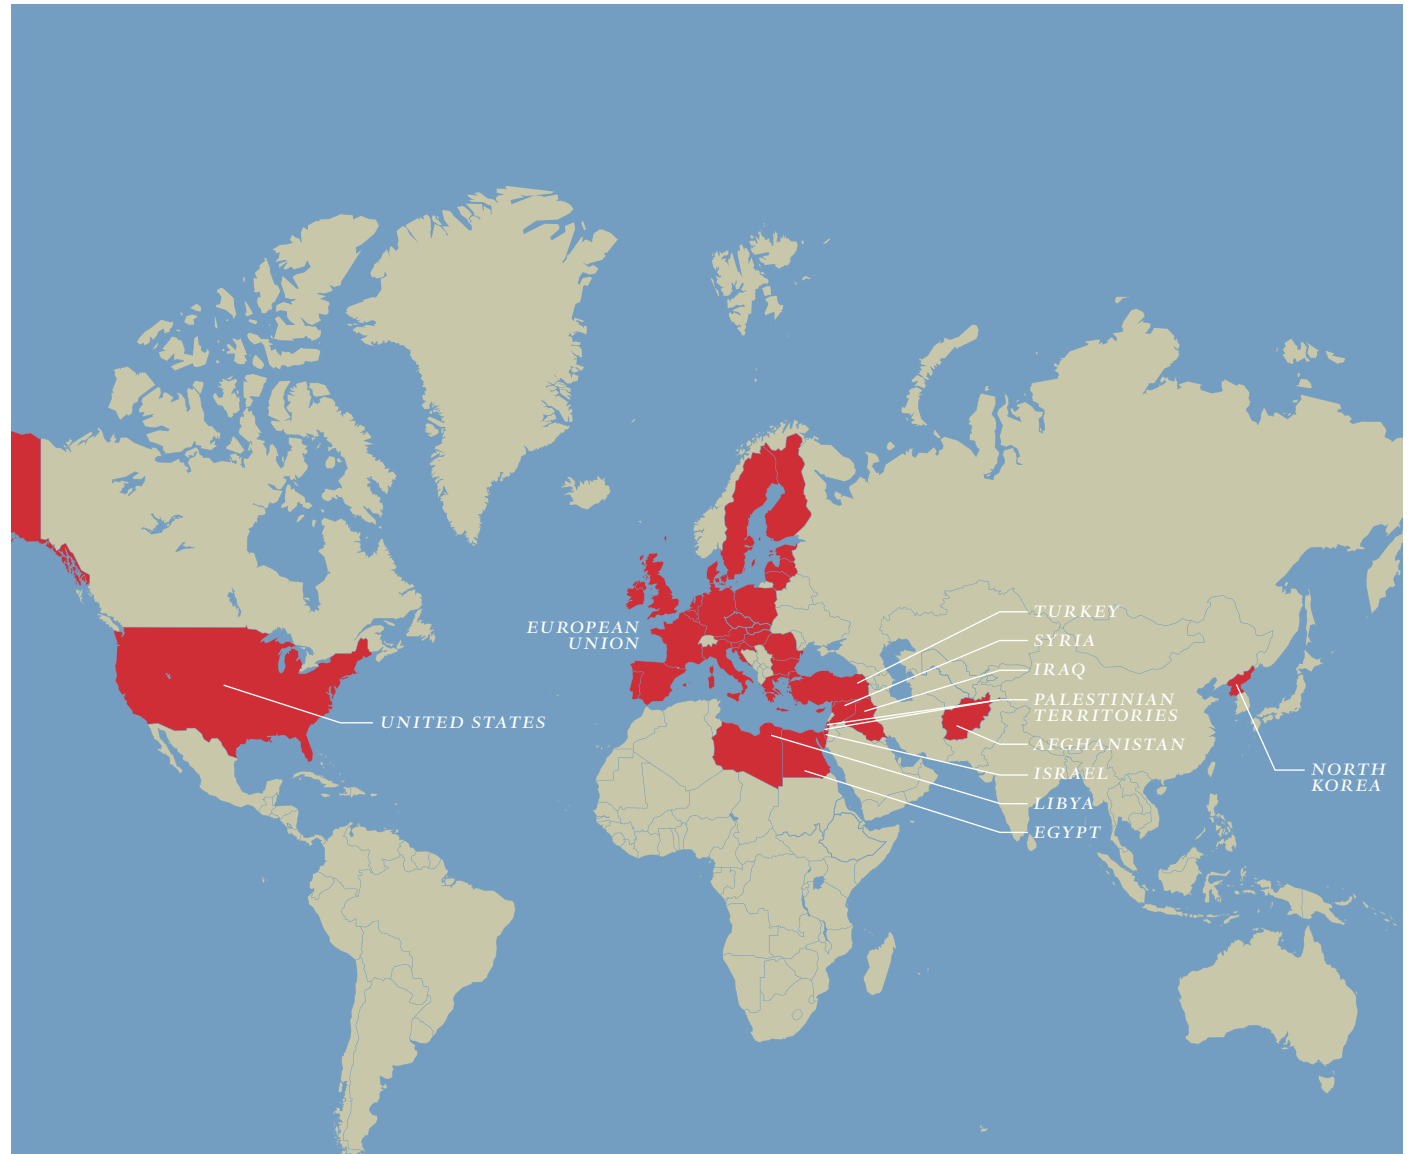 TURKEY
EUROPEAN
UNION
SYRIA
IRAQ
PALESTINIAN
TERRITORIES
UNITED STATES
AFGHANISTAN
ISRAEL
NORTH
KOREA
LIBYA
EGYPT